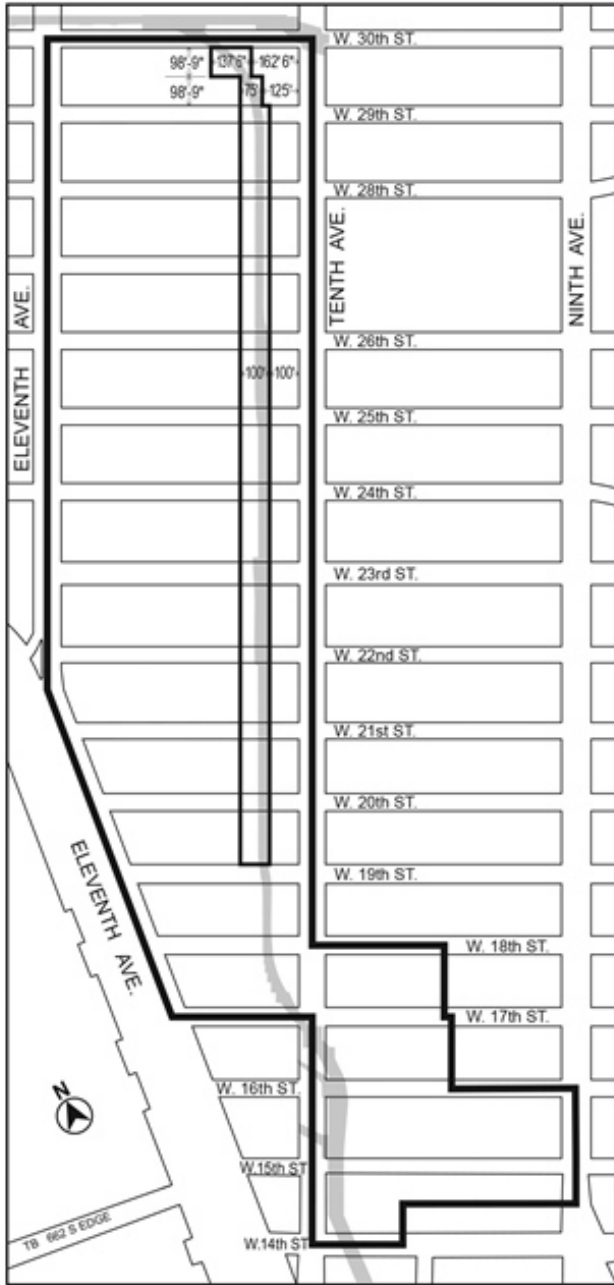 W. 30th ST.
98'-9" 137'6" 162'6"
98'-9" 75' 125'
W. 29th ST.
W. 28th ST.
TENTH AVE.
NINTH AVE.
ELEVENTH AVE.
W. 26th ST.
100' 100'
W. 25th ST.
W. 24th ST.
W. 23rd ST.
W. 22nd ST.
W. 21st ST.
W. 20th ST.
W. 19th ST.
ELEVENTH AVE.
W. 18th ST.
W. 17th ST.
N
W. 16th ST.
W.15th ST
W.14th ST
TB 662 S EDGE